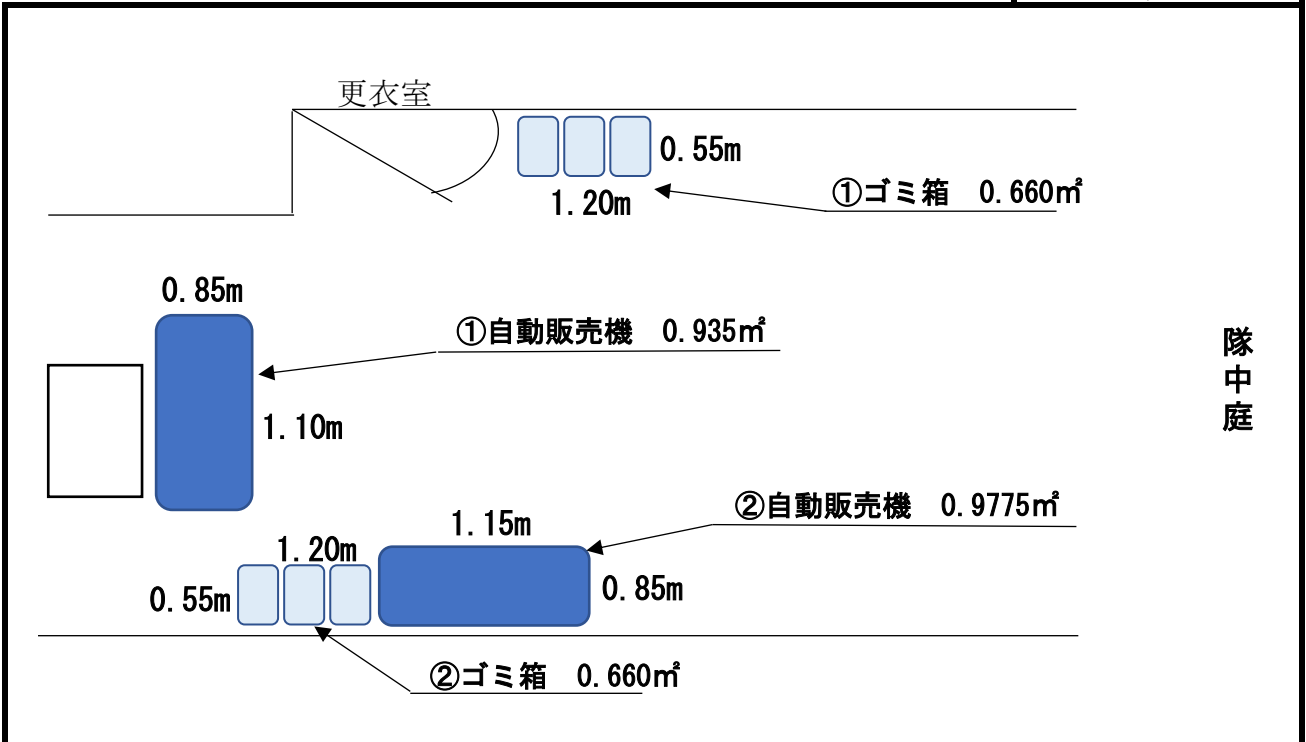 更衣室
0.55m
1.20m
①ゴミ箱　0.660㎡
0.85m
①自動販売機　0.935㎡
1.10m
隊中庭
②自動販売機　0.9775㎡
1.15m
1.20m
0.55m
0.85m
②ゴミ箱　0.660㎡